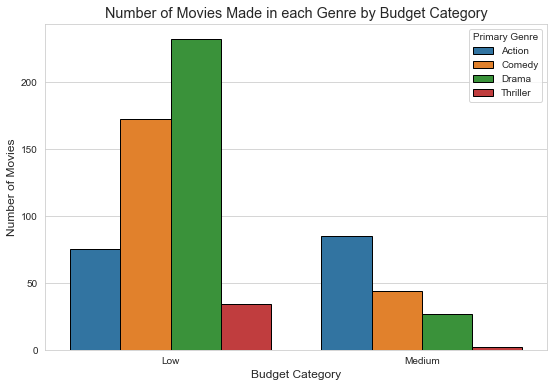 Number of Movies Made in each Genre by Budget Category
Primary Genre
Action
Comedy
Drama
Thriller
Number of Movies
200
150
100
50
0
Low
Medium
Budget Category